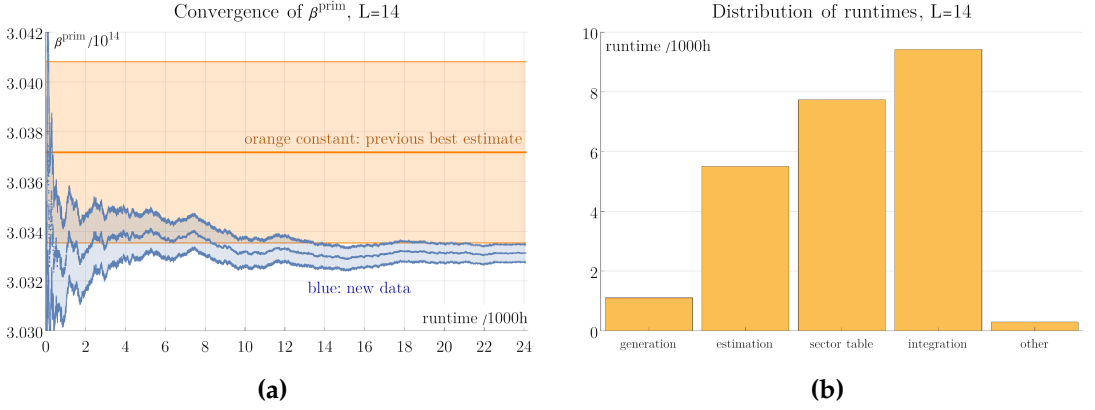 Convergence of β^prim, L=14
β^prim/10^14
3.042
3.040
3.038
3.036
3.034
3.032
3.030
orange constant: previous best estimate
blue: new data
runtime /1000h
0 2 4 6 8 10 12 14 16 18 20 22 24
(a)
Distribution of runtimes, L=14
runtime /1000h
10
8
6
4
2
0
generation estimation sector table integration other
(b)